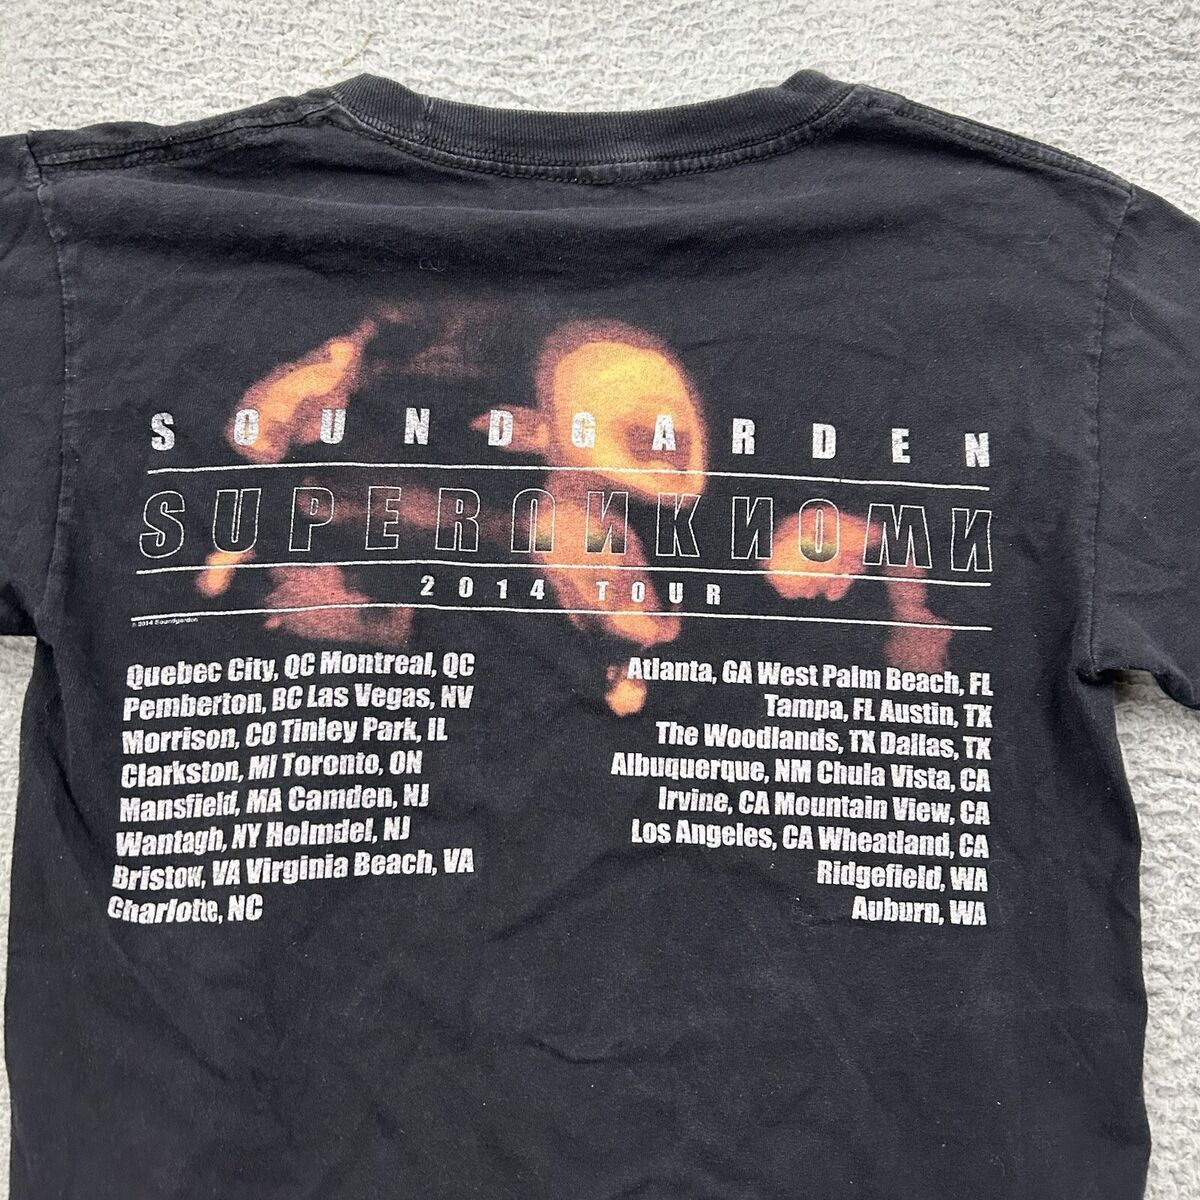 SOUNDGARDEN
SUPERUNKNOWN
2014 TOUR
© 2014 Soundgarden
Quebec City, QC Montreal, QC
Pemberton, BC Las Vegas, NV
Morrison, CO Tinley Park, IL
Clarkston, MI Toronto, ON
Mansfield, MA Camden, NJ
Wantagh, NY Holmdel, NJ
Bristow, VA Virginia Beach, VA
Charlotte, NC
Atlanta, GA West Palm Beach, FL
Tampa, FL Austin, TX
The Woodlands, TX Dallas, TX
Albuquerque, NM Chula Vista, CA
Irvine, CA Mountain View, CA
Los Angeles, CA Wheatland, CA
Ridgefield, WA
Auburn, WA